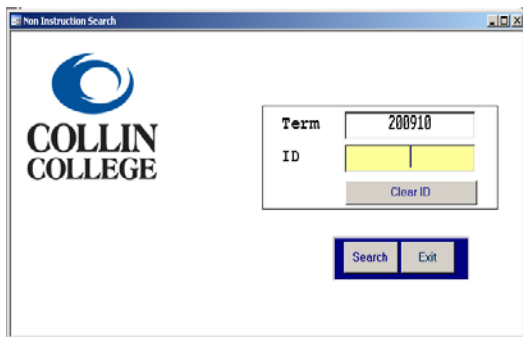 Non Instruction Search
COLLIN
COLLEGE
Term 200910
ID
Clear ID
Search Exit